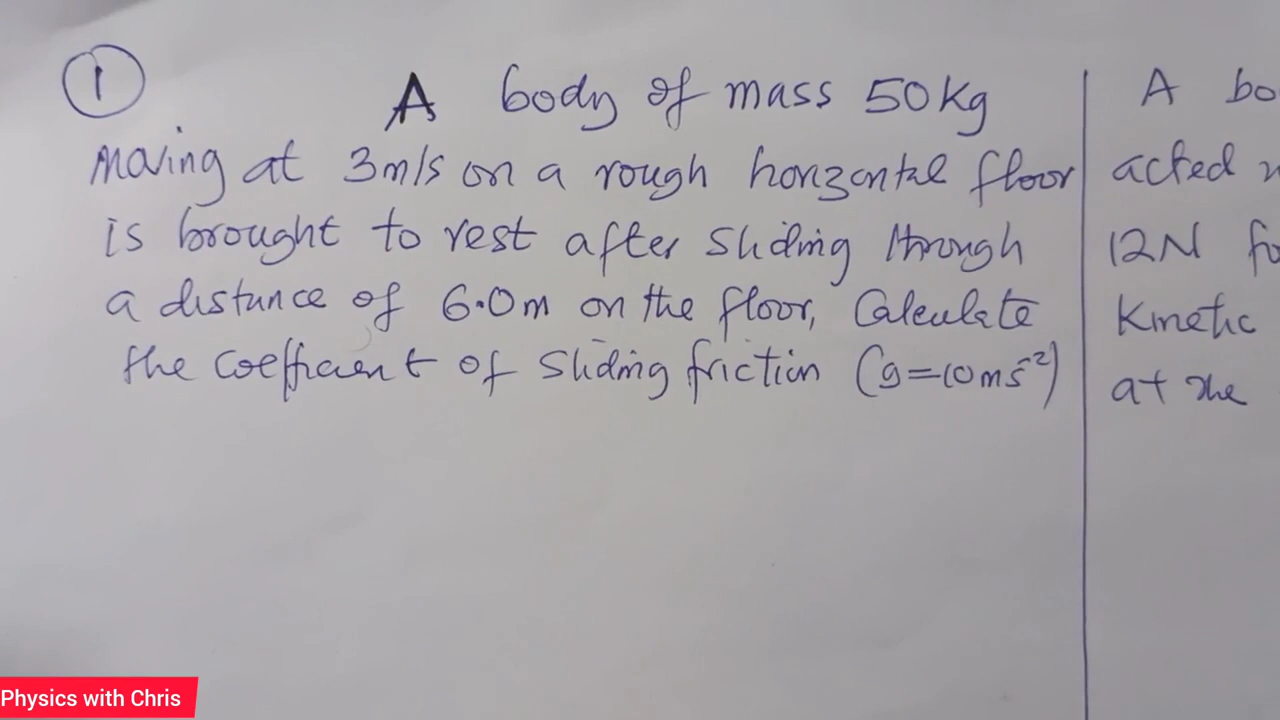 1
A body of mass 50kg
moving at 3m/s on a rough horizontal floor
is brought to rest after sliding through
a distance of 6.0m on the floor, Calculate
the coefficient of sliding friction (g=10ms⁻²)
A bo
acted
12N fo
Kinetic
at the
Physics with Chris